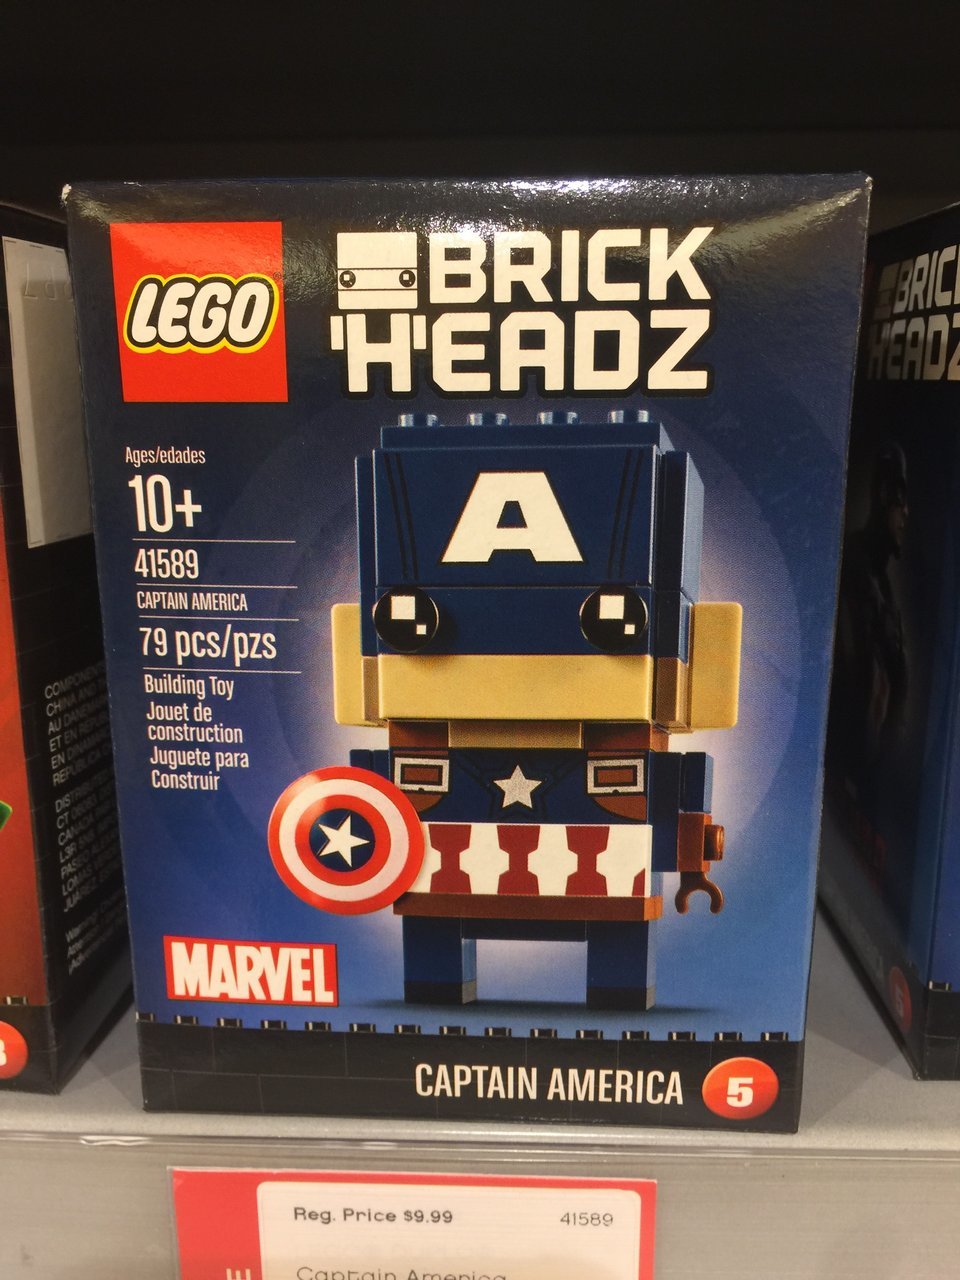 LEGO
BRICK
HEADZ
Ages/edades
10+
41589
CAPTAIN AMERICA
79 pcs/pzs
Building Toy
Jouet de
construction
Juguete para
Construir
A
MARVEL
CAPTAIN AMERICA
5
Reg. Price $9.99
41589
Captain America